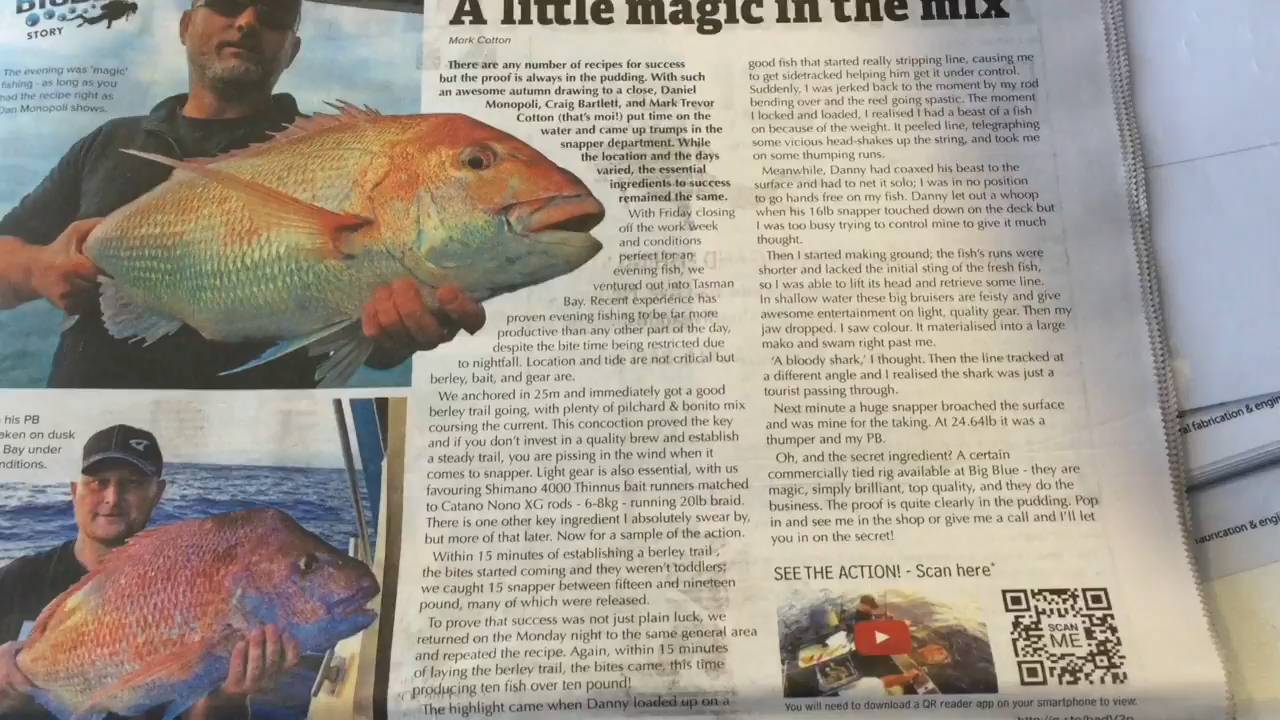 STORY
The evening was 'magic'
fishing - as long as you
had the recipe right as
Dan Monopoli shows.
his PB
aken on dusk
Bay under
nditions.
A little magic in the mix
Mark Cotton
There are any number of recipes for success
but the proof is always in the pudding. With such
an awesome autumn drawing to a close, Daniel
Monopoli, Craig Bartlett, and Mark Trevor
Cotton (that's moi!) put time on the
water and came up trumps in the
snapper department. While
the location and the days
varied, the essential
ingredients to success
remained the same.
With Friday closing
off the work week
and conditions
perfect for an
evening fish, we
ventured out into Tasman
Bay. Recent experience has
proven evening fishing to be far more
productive than any other part of the day,
despite the bite time being restricted due
to nightfall. Location and tide are not critical but
berley, bait, and gear are.
We anchored in 25m and immediately got a good
berley trail going, with plenty of pilchard & bonito mix
coursing the current. This concoction proved the key
and if you don't invest in a quality brew and establish
a steady trail, you are pissing in the wind when it
comes to snapper. Light gear is also essential, with us
favouring Shimano 4000 Thinnus bait runners matched
to Catano Nono XG rods - 6-8kg - running 20lb braid.
There is one other key ingredient I absolutely swear by,
but more of that later. Now for a sample of the action.
Within 15 minutes of establishing a berley trail,
the bites started coming and they weren't toddlers;
we caught 15 snapper between fifteen and nineteen
pound, many of which were released.
To prove that success was not just plain luck, we
returned on the Monday night to the same general area
and repeated the recipe. Again, within 15 minutes
of laying the berley trail, the bites came, this time
producing ten fish over ten pound!
The highlight came when Danny loaded up on a
good fish that started really stripping line, causing me
to get sidetracked helping him get it under control.
Suddenly, I was jerked back to the moment by my rod
bending over and the reel going spastic. The moment
I locked and loaded, I realised I had a beast of a fish
on because of the weight. It peeled line, telegraphing
some vicious head-shakes up the string, and took me
on some thumping runs.
Meanwhile, Danny had coaxed his beast to the
surface and had to net it solo; I was in no position
to go hands free on my fish. Danny let out a whoop
when his 16lb snapper touched down on the deck but
I was too busy trying to control mine to give it much
thought.
Then I started making ground; the fish's runs were
shorter and lacked the initial sting of the fresh fish,
so I was able to lift its head and retrieve some line.
In shallow water these big bruisers are feisty and give
awesome entertainment on light, quality gear. Then my
jaw dropped. I saw colour. It materialised into a large
mako and swam right past me.
'A bloody shark,' I thought. Then the line tracked at
a different angle and I realised the shark was just a
tourist passing through.
Next minute a huge snapper broached the surface
and was mine for the taking. At 24.64lb it was a
thumper and my PB.
Oh, and the secret ingredient? A certain
commercially tied rig available at Big Blue - they are
magic, simply brilliant, top quality, and they do the
business. The proof is quite clearly in the pudding. Pop
in and see me in the shop or give me a call and I'll let
you in on the secret!
SEE THE ACTION! - Scan here*
SCAN
ME
You will need to download a QR reader app on your smartphone to view.
ral fabrication & engin
abrication & engi